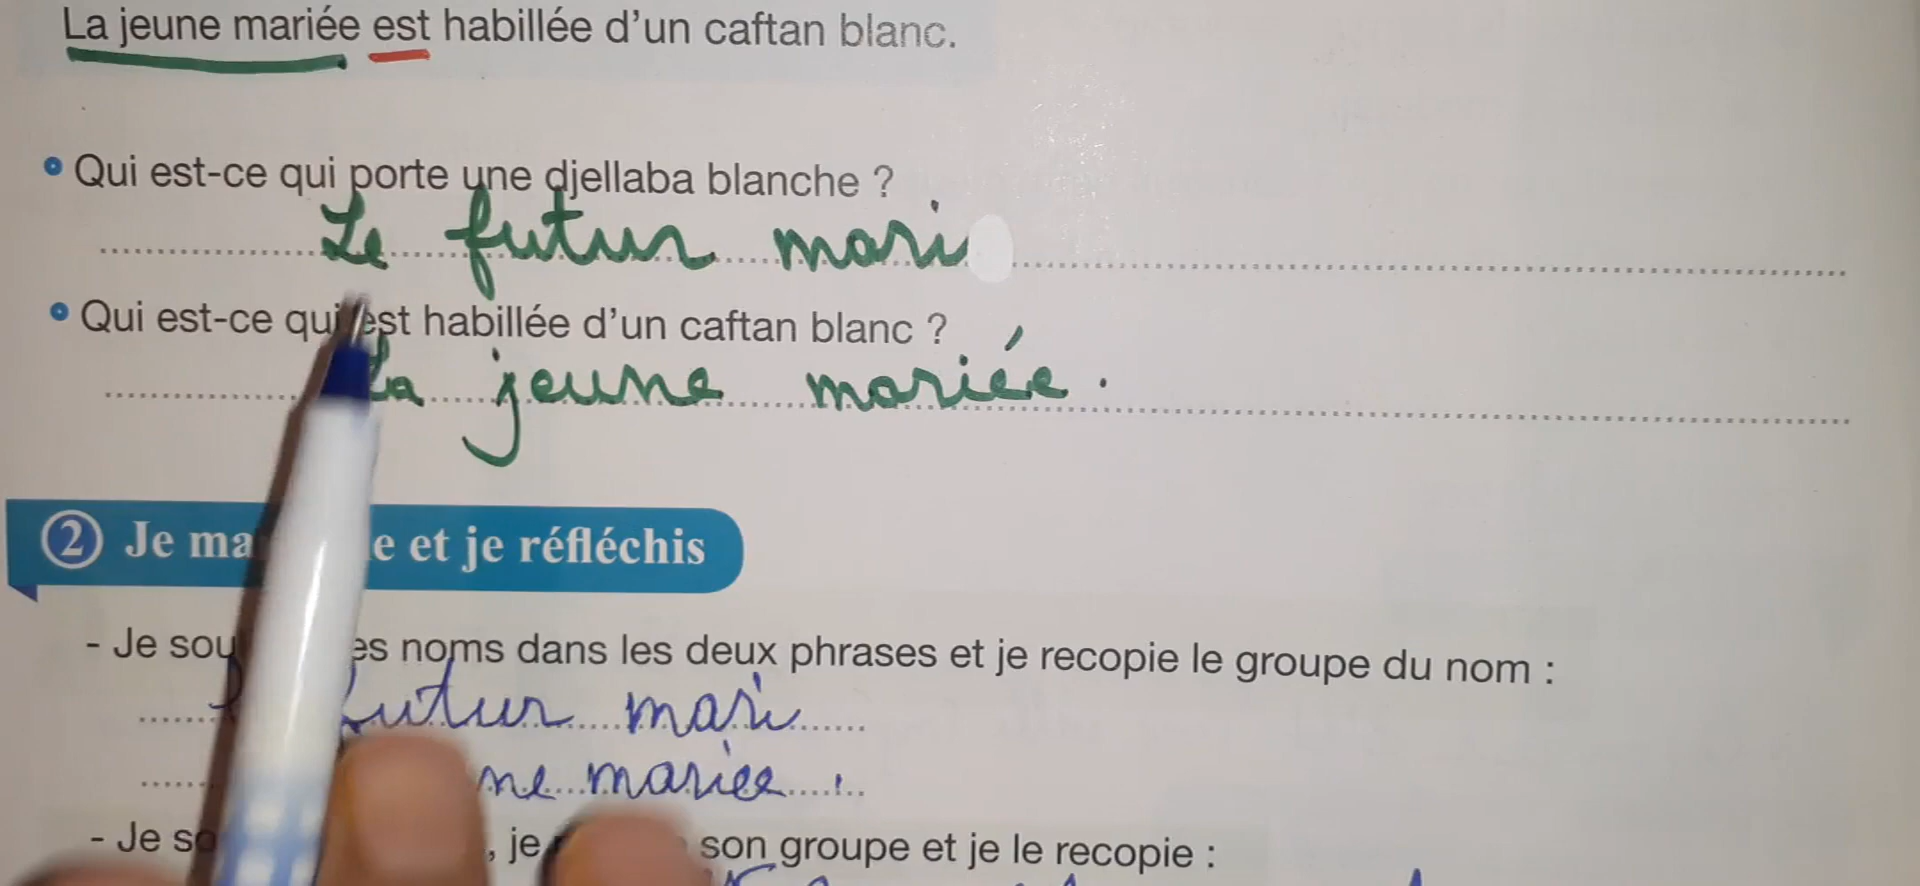 La jeune mariée est habillée d'un caftan blanc.
Qui est-ce qui porte une djellaba blanche ?
Le futur mari
Qui est-ce qui est habillée d'un caftan blanc ?
La jeune mariée.
2 Je ma e et je réfléchis
- Je sou es noms dans les deux phrases et je recopie le groupe du nom :
futur mari
ne mariée
- Je so , je son groupe et je le recopie :